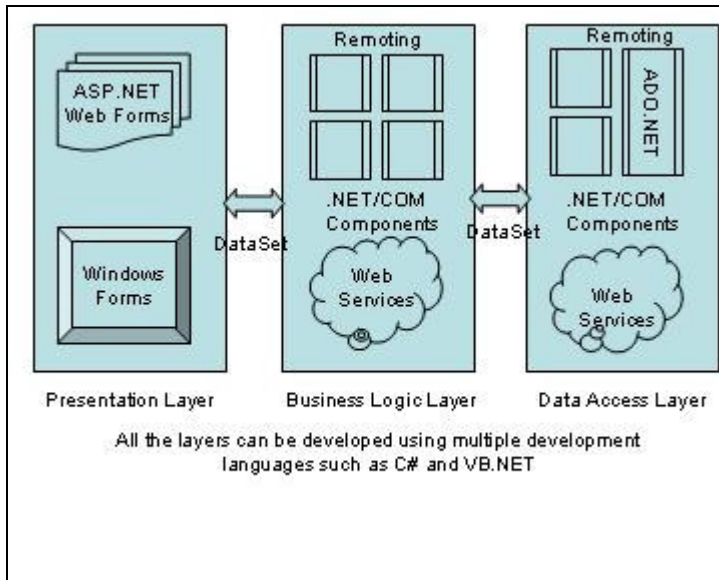 ASP.NET
Web Forms
Windows
Forms
Presentation Layer
DataSet
Remoting
.NET/COM
Components
Web
Services
Business Logic Layer
DataSet
Remoting
ADO.NET
.NET/COM
Components
Web
Services
Data Access Layer
All the layers can be developed using multiple development
languages such as C# and VB.NET